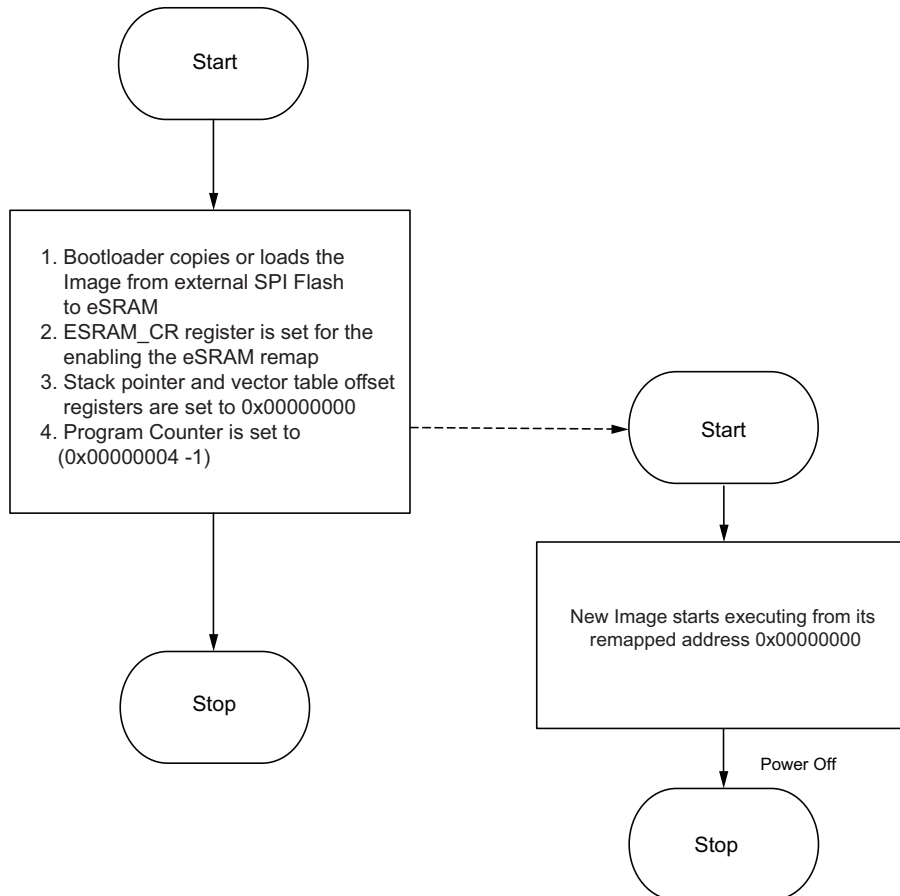 Start
1. Bootloader copies or loads the
Image from external SPI Flash
to eSRAM
2. ESRAM_CR register is set for the
enabling the eSRAM remap
3. Stack pointer and vector table offset
registers are set to 0x00000000
4. Program Counter is set to
(0x00000004 -1)
Stop
Start
New Image starts executing from its
remapped address 0x00000000
Power Off
Stop